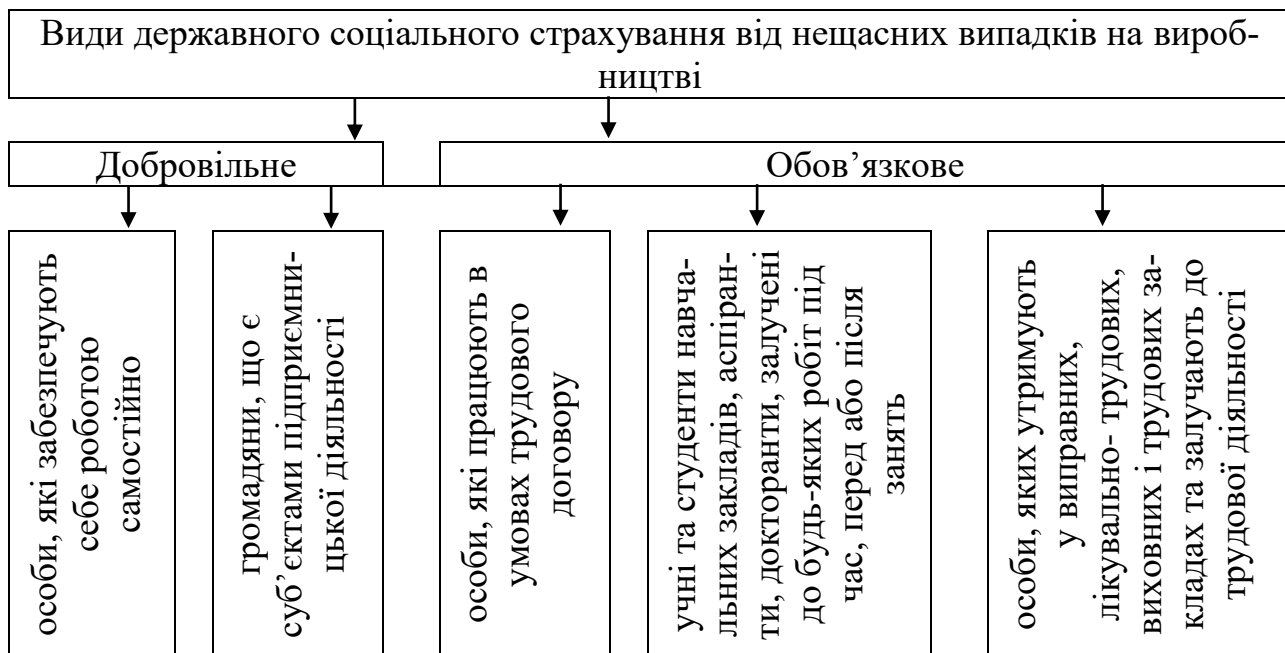 Види державного соціального страхування від нещасних випадків на вироб-
ництві
Добровільне
Обов’язкове
особи, які забезпечують
себе роботою
самостійно
громадяни, що є
суб’єктами підприємни-
цької діяльності
особи, які працюють в
умовах трудового
договору
учні та студенти навча-
льних закладів, аспіран-
ти, докторанти, залучені
до будь-яких робіт під
час, перед або після
занять
особи, яких утримують
у виправних,
лікувально- трудових,
виховних і трудових за-
кладах та залучають до
трудової діяльності